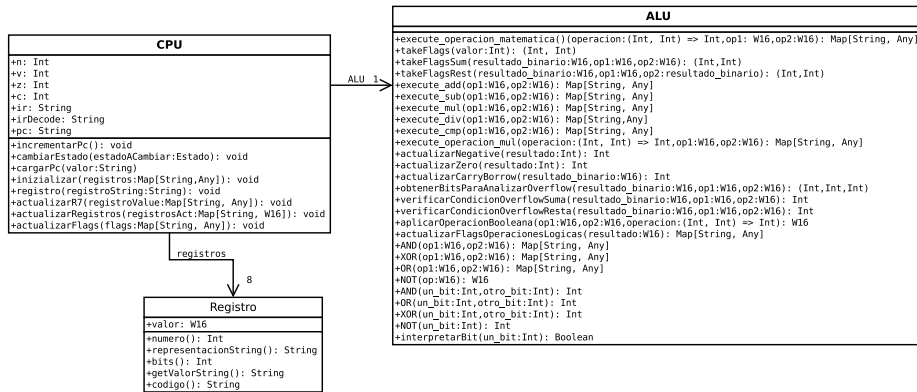 CPU
+n: Int
+v: Int
+z: Int
+c: Int
+ir: String
+irDecode: String
+pc: String
+incrementarPc(): void
+cambiarEstado(estadoACambiar:Estado): void
+cargarPc(valor:String)
+inizializar(registros:Map[String,Any]): void
+registro(registroString:String): void
+actualizarR7(registroValue:Map[String, Any]): void
+actualizarRegistros(registrosAct:Map[String, W16]): void
+actualizarFlags(flags:Map[String, Any]): void
ALU 1
ALU
+execute_operacion_matematica()(operacion:(Int, Int) => Int,op1: W16,op2:W16): Map[String, Any]
+takeFlags(valor:Int): (Int, Int)
+takeFlagsSum(resultado_binario:W16,op1:W16,op2:W16): (Int,Int)
+takeFlagsRest(resultado_binario:W16,op1:W16,op2:resultado_binario): (Int,Int)
+execute_add(op1:W16,op2:W16): Map[String, Any]
+execute_sub(op1:W16,op2:W16): Map[String, Any]
+execute_mul(op1:W16,op2:W16): Map[String, Any]
+execute_div(op1:W16,op2:W16): Map[String,Any]
+execute_cmp(op1:W16,op2:W16): Map[String, Any]
+execute_operacion_mul(operacion:(Int, Int) => Int,op1:W16,op2:W16): Map[String, Any]
+actualizarNegative(resultado:Int): Int
+actualizarZero(resultado:Int): Int
+actualizarCarryBorrow(resultado_binario:W16): Int
+obtenerBitsParaAnalizarOverflow(resultado_binario:W16,op1:W16,op2:W16): (Int,Int,Int)
+verificarCondicionOverflowSuma(resultado_binario:W16,op1:W16,op2:W16): Int
+verificarCondicionOverflowResta(resultado_binario:W16,op1:W16,op2:W16): Int
+aplicarOperacionBooleana(op1:W16,op2:W16,operacion:(Int, Int) => Int): W16
+actualizarFlagsOperacionesLogicas(resultado:W16): Map[String, Any]
+AND(op1:W16,op2:W16): Map[String, Any]
+XOR(op1:W16,op2:W16): Map[String, Any]
+OR(op1:W16,op2:W16): Map[String, Any]
+NOT(op:W16): W16
+AND(un_bit:Int,otro_bit:Int): Int
+OR(un_bit:Int,otro_bit:Int): Int
+XOR(un_bit:Int,otro_bit:Int): Int
+NOT(un_bit:Int): Int
+interpretarBit(un_bit:Int): Boolean
registros
8
Registro
+valor: W16
+numero(): Int
+representacionString(): String
+bits(): Int
+getValorString(): String
+codigo(): String